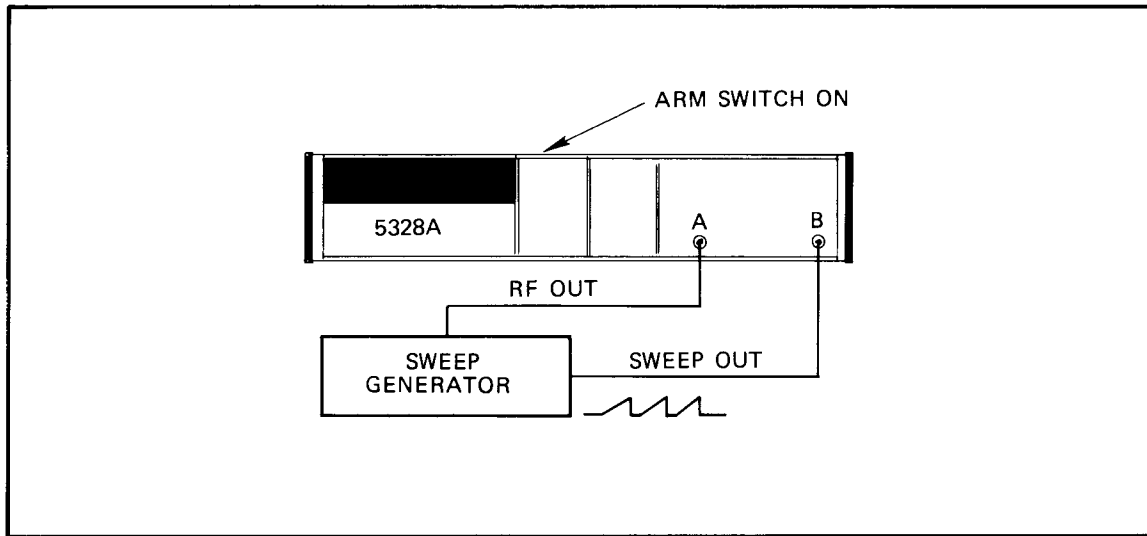 ARM SWITCH ON
5328A
A
B
RF OUT
SWEEP
GENERATOR
SWEEP OUT